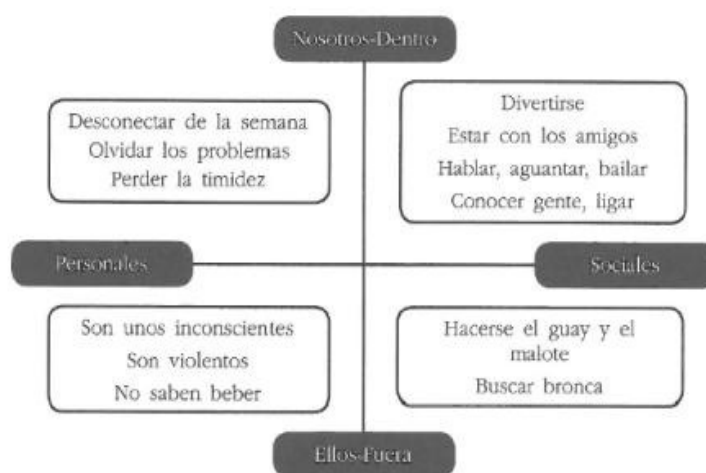 Nosotros-Dentro
Desconectar de la semana
Olvidar los problemas
Perder la timidez
Divertirse
Estar con los amigos
Hablar, aguantar, bailar
Conocer gente, ligar
Personales
Sociales
Son unos inconscientes
Son violentos
No saben beber
Hacerse el guay y el
malote
Buscar bronca
Ellos-Fuera